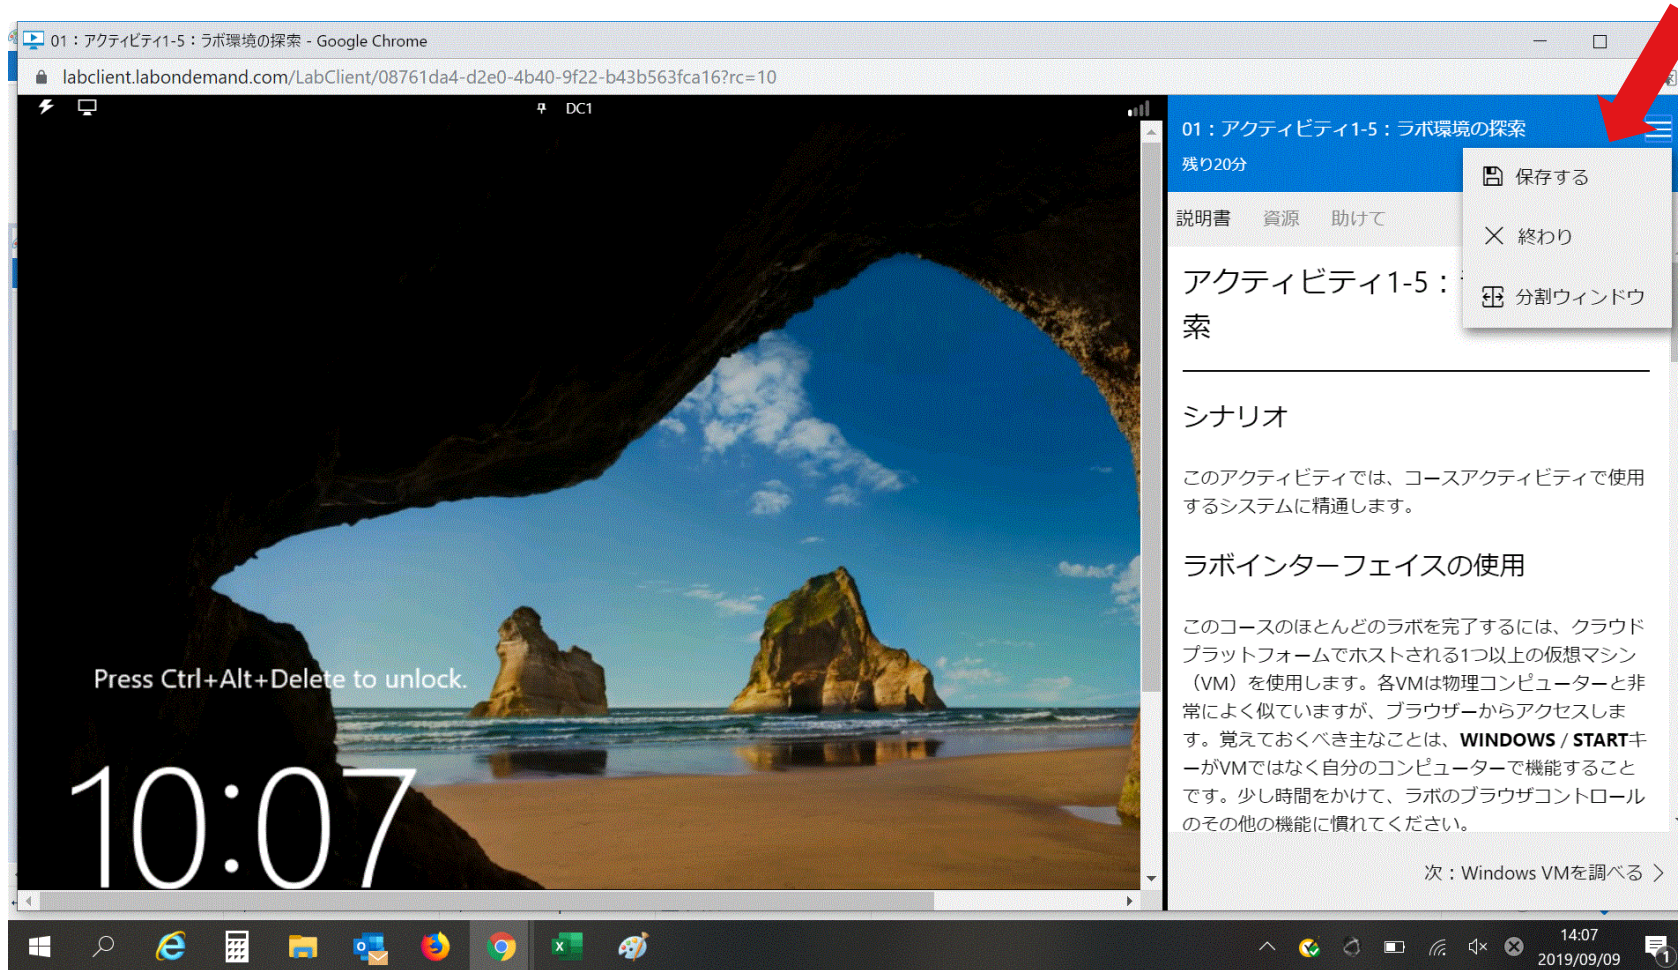 01：アクティビティ1-5：ラボ環境の探索 - Google Chrome
labclient.labondemand.com/LabClient/08761da4-d2e0-4b40-9f22-b43b563fca16?rc=10
DC1
Press Ctrl+Alt+Delete to unlock.
10:07
01：アクティビティ1-5：ラボ環境の探索
残り20分
保存する
終わり
分割ウィンドウ
説明書 資源 助けて
アクティビティ1-5：
索
シナリオ
このアクティビティでは、コースアクティビティで使用
するシステムに精通します。
ラボインターフェイスの使用
このコースのほとんどのラボを完了するには、クラウド
プラットフォームでホストされる1つ以上の仮想マシン
（VM）を使用します。各VMは物理コンピューターと非
常によく似ていますが、ブラウザーからアクセスしま
す。覚えておくべき主なことは、WINDOWS / STARTキ
ーがVMではなく自分のコンピューターで機能すること
です。少し時間をかけて、ラボのブラウザコントロール
のその他の機能に慣れてください。
次：Windows VMを調べる
14:07
2019/09/09
1